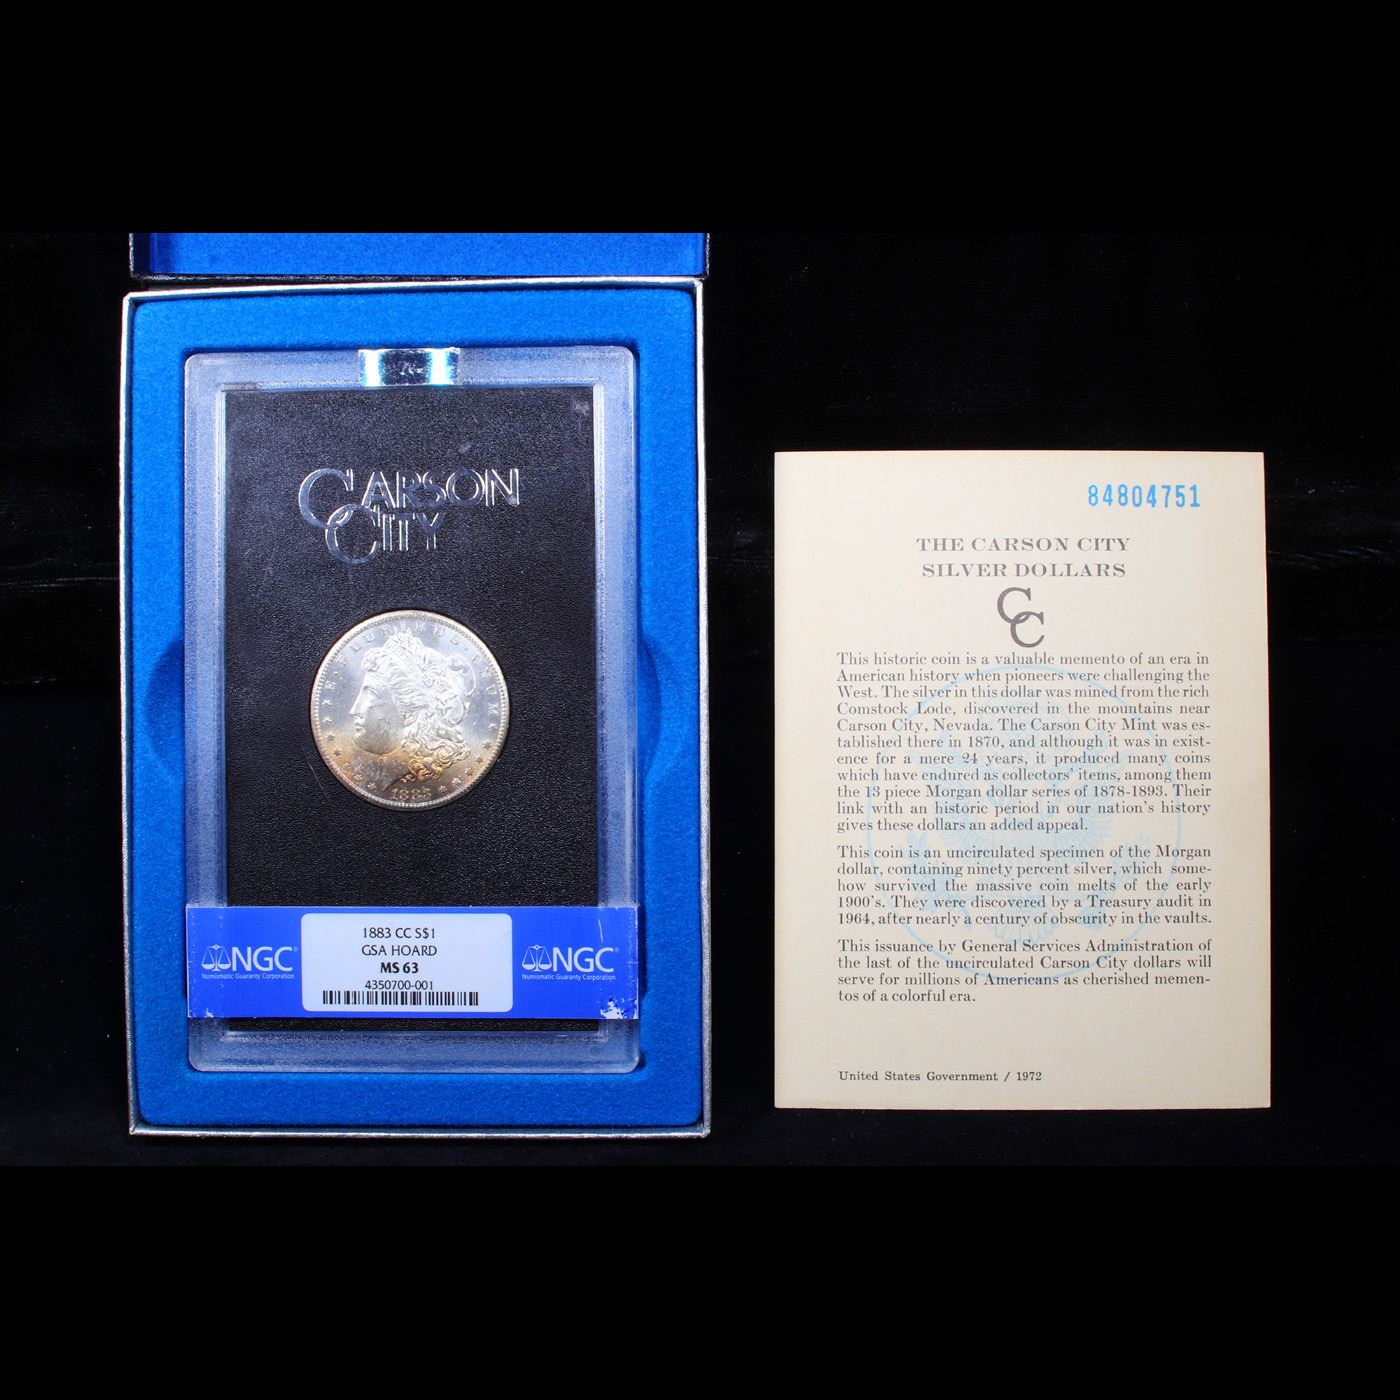 CARSON
CITY
E·PLURIBUS·UNUM
1883
NGC
Numismatic Guaranty Corporation
1883 CC S$1
GSA HOARD
MS 63
4350700-001
NGC
Numismatic Guaranty Corporation
84804751
THE CARSON CITY
SILVER DOLLARS
CC
This historic coin is a valuable memento of an era in
American history when pioneers were challenging the
West. The silver in this dollar was mined from the rich
Comstock Lode, discovered in the mountains near
Carson City, Nevada. The Carson City Mint was es-
tablished there in 1870, and although it was in exist-
ence for a mere 24 years, it produced many coins
which have endured as collectors' items, among them
the 13 piece Morgan dollar series of 1878-1893. Their
link with an historic period in our nation's history
gives these dollars an added appeal.
This coin is an uncirculated specimen of the Morgan
dollar, containing ninety percent silver, which some-
how survived the massive coin melts of the early
1900's. They were discovered by a Treasury audit in
1964, after nearly a century of obscurity in the vaults.
This issuance by General Services Administration of
the last of the uncirculated Carson City dollars will
serve for millions of Americans as cherished memen-
tos of a colorful era.
United States Government / 1972